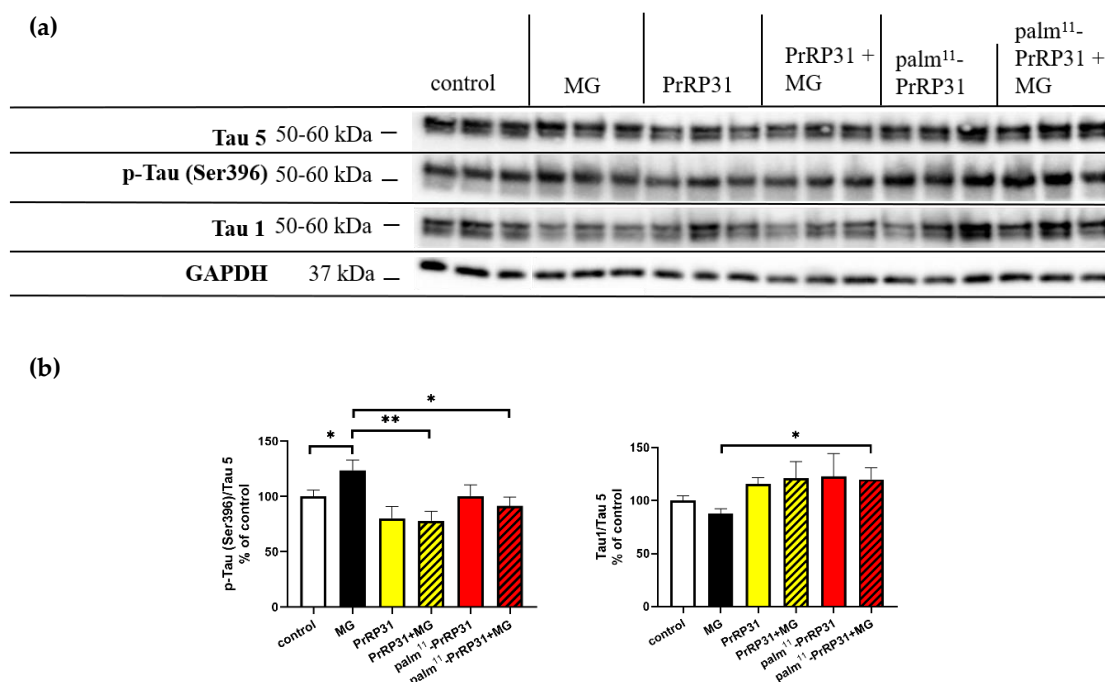 (a)
control
MG
PrRP31
PrRP31 +
MG
palm¹¹-
PrRP31
palm¹¹-
PrRP31 +
MG
Tau 5 50-60 kDa
p-Tau (Ser396) 50-60 kDa
Tau 1 50-60 kDa
GAPDH 37 kDa
(b)
p-Tau (Ser396)/Tau 5
% of control
150
100
50
0
*
**
*
control
MG
PrRP31
PrRP31+MG
palm¹¹-PrRP31
palm¹¹-PrRP31+MG
Tau1/Tau 5
% of control
150
100
50
0
*
control
MG
PrRP31
PrRP31+MG
palm¹¹-PrRP31
palm¹¹-PrRP31+MG